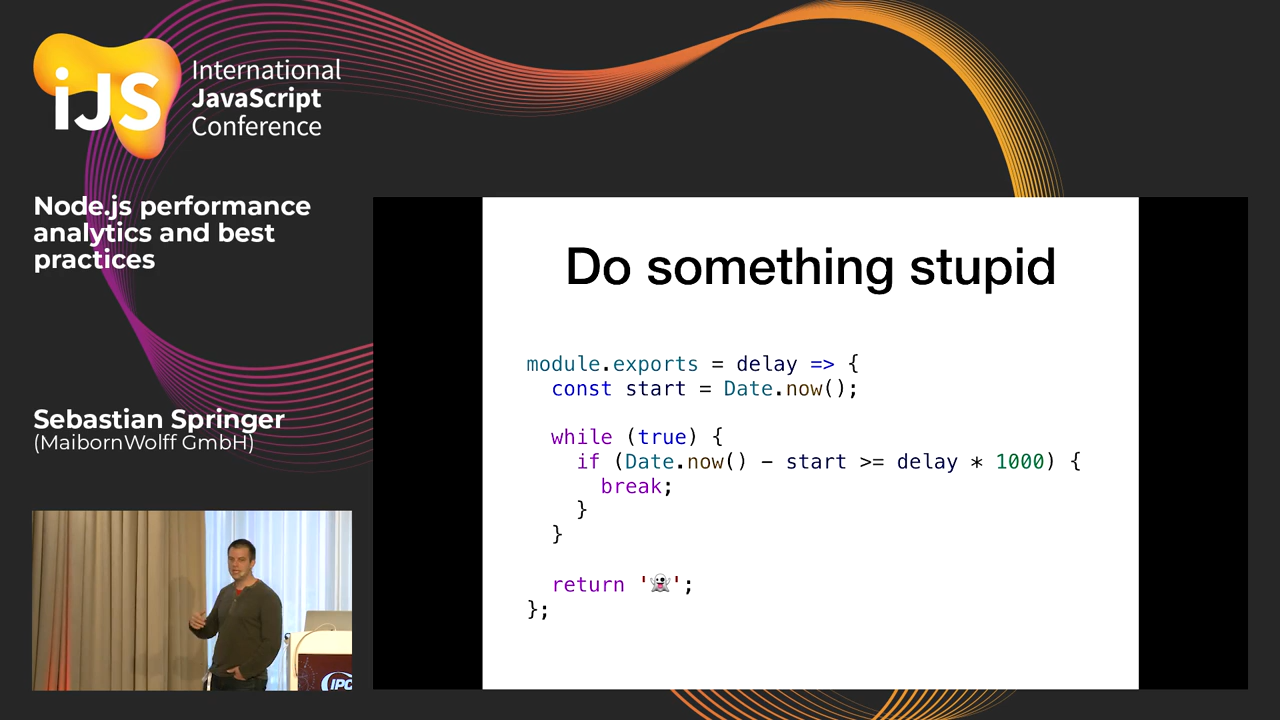 iJS
International
JavaScript
Conference
Node.js performance
analytics and best
practices
Sebastian Springer
(MaibornWolff GmbH)
Do something stupid
module.exports = delay => {
  const start = Date.now();
  while (true) {
    if (Date.now() - start >= delay * 1000) {
      break;
    }
  }
  return '👻';
};
IPC